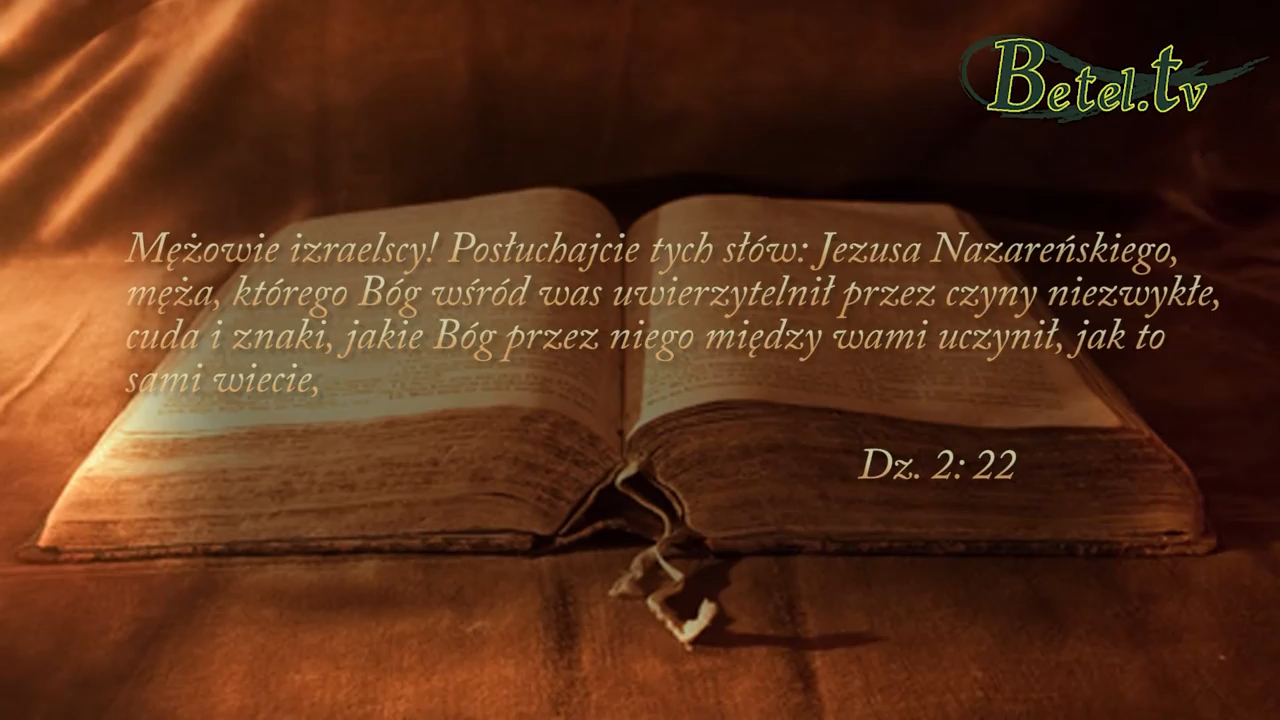 Betel.tv
Mężowie izraelscy! Posłuchajcie tych słów: Jezusa Nazareńskiego,
męża, którego Bóg wśród was uwierzytelnił przez czyny niezwykłe,
cuda i znaki, jakie Bóg przez niego między wami uczynił, jak to
sami wiecie,
Dz. 2: 22